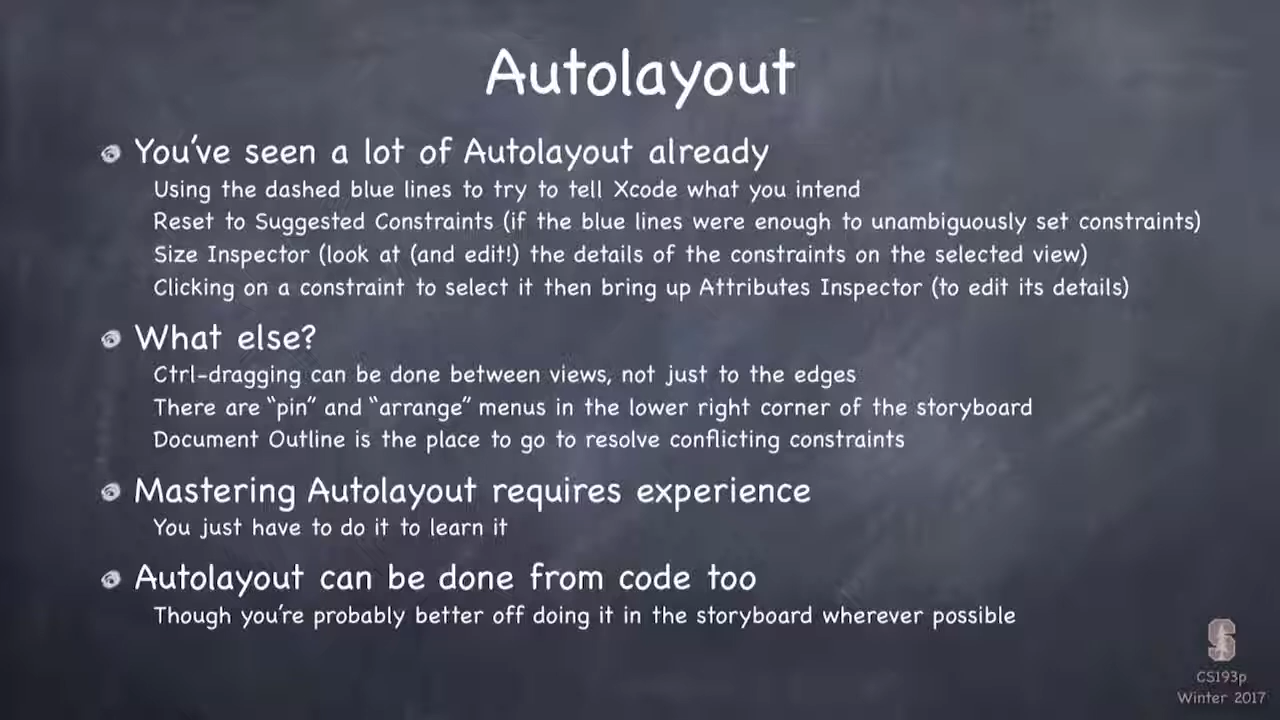 Autolayout
You've seen a lot of Autolayout already
Using the dashed blue lines to try to tell Xcode what you intend
Reset to Suggested Constraints (if the blue lines were enough to unambiguously set constraints)
Size Inspector (look at (and edit!) the details of the constraints on the selected view)
Clicking on a constraint to select it then bring up Attributes Inspector (to edit its details)
What else?
Ctrl-dragging can be done between views, not just to the edges
There are “pin” and “arrange” menus in the lower right corner of the storyboard
Document Outline is the place to go to resolve conflicting constraints
Mastering Autolayout requires experience
You just have to do it to learn it
Autolayout can be done from code too
Though you're probably better off doing it in the storyboard wherever possible
S
CS193p
Winter 2017